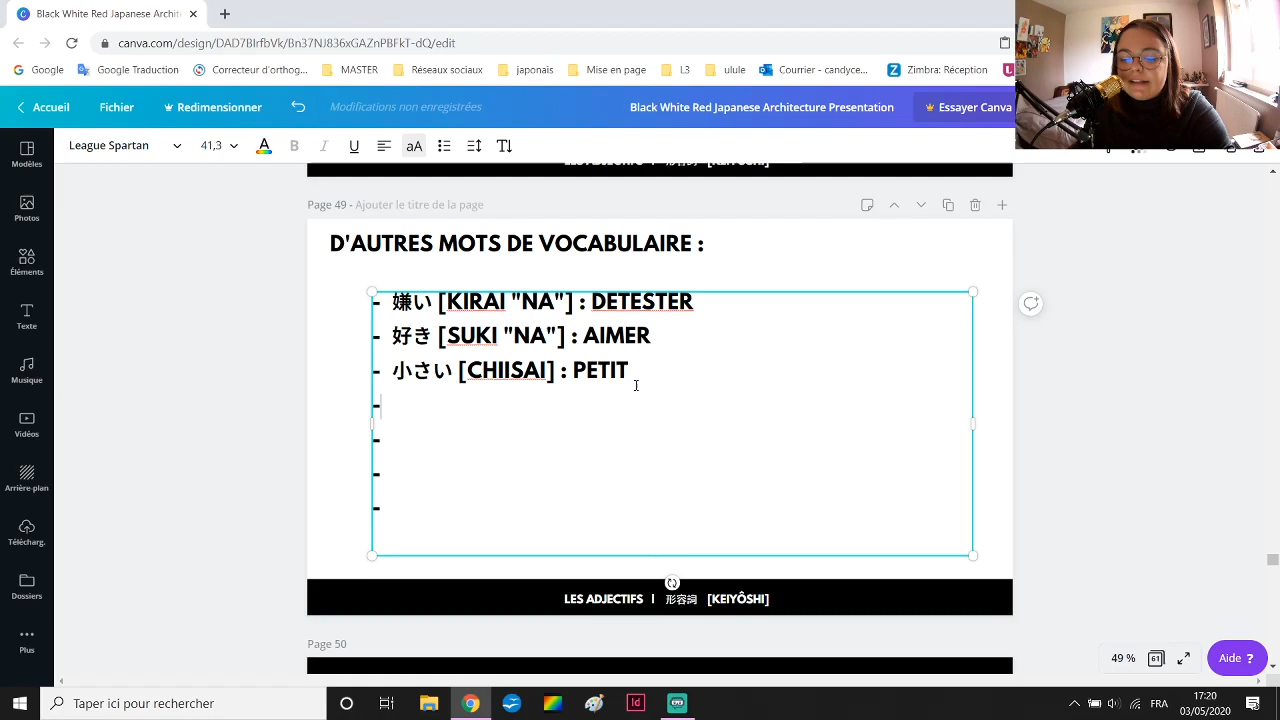 Black White Red Japanese Archite
canva.com/design/DAD7BIrfbVk/
/edit
Google
Google Traduction
Correcteur d'orthog...
MASTER
japonais
Mise en page
L3
ulule
Courrier - candyce...
Zimbra: Réception
Accueil
Fichier
Redimensionner
Modifications non enregistrées
Black White Red Japanese Architecture Presentation
Essayer Canva
League Spartan
41,3
A
B
I
U
aA
Modèles
Photos
Éléments
Texte
Musique
Vidéos
Arrière-plan
Télécharg.
Dossiers
Plus
Page 49 - Ajouter le titre de la page
D'AUTRES MOTS DE VOCABULAIRE :
- 嫌い [KIRAI "NA"] : DETESTER
- 好き [SUKI "NA"] : AIMER
- 小さい [CHIISAI] : PETIT
-
-
-
-
LES ADJECTIFS | 形容詞 [KEIYÔSHI]
Page 50
49 %
61
Aide ?
Taper ici pour rechercher
Id
FRA
17:20
03/05/2020